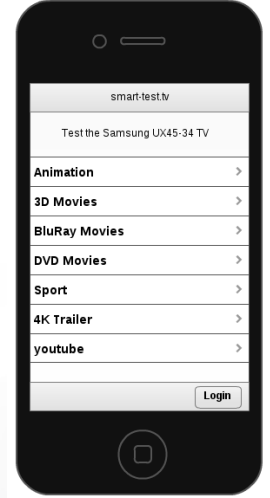 smart-test.tv
Test the Samsung UX45-34 TV
Animation
3D Movies
BluRay Movies
DVD Movies
Sport
4K Trailer
youtube
Login